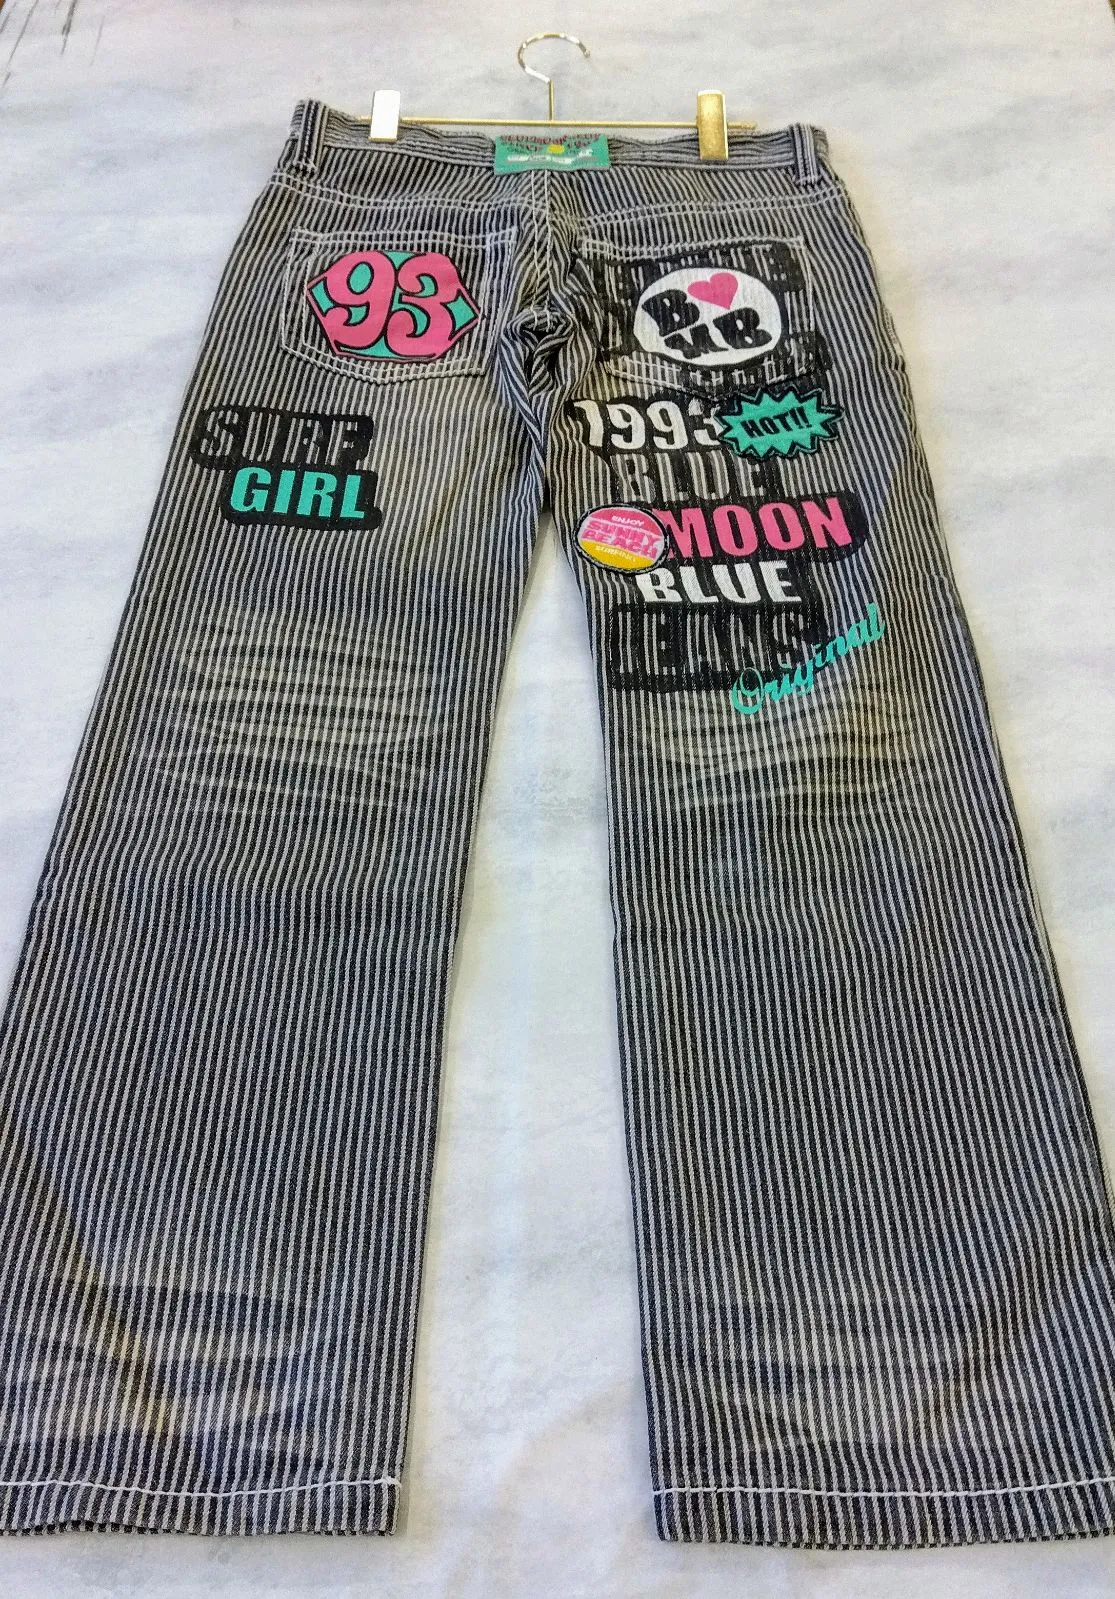 93
B MB
SURF
GIRL
1993
HOT!!
BLUE
MOON
ENJOY
SUNNY
BEACH
SURFING
BLUE
JEANS
Original